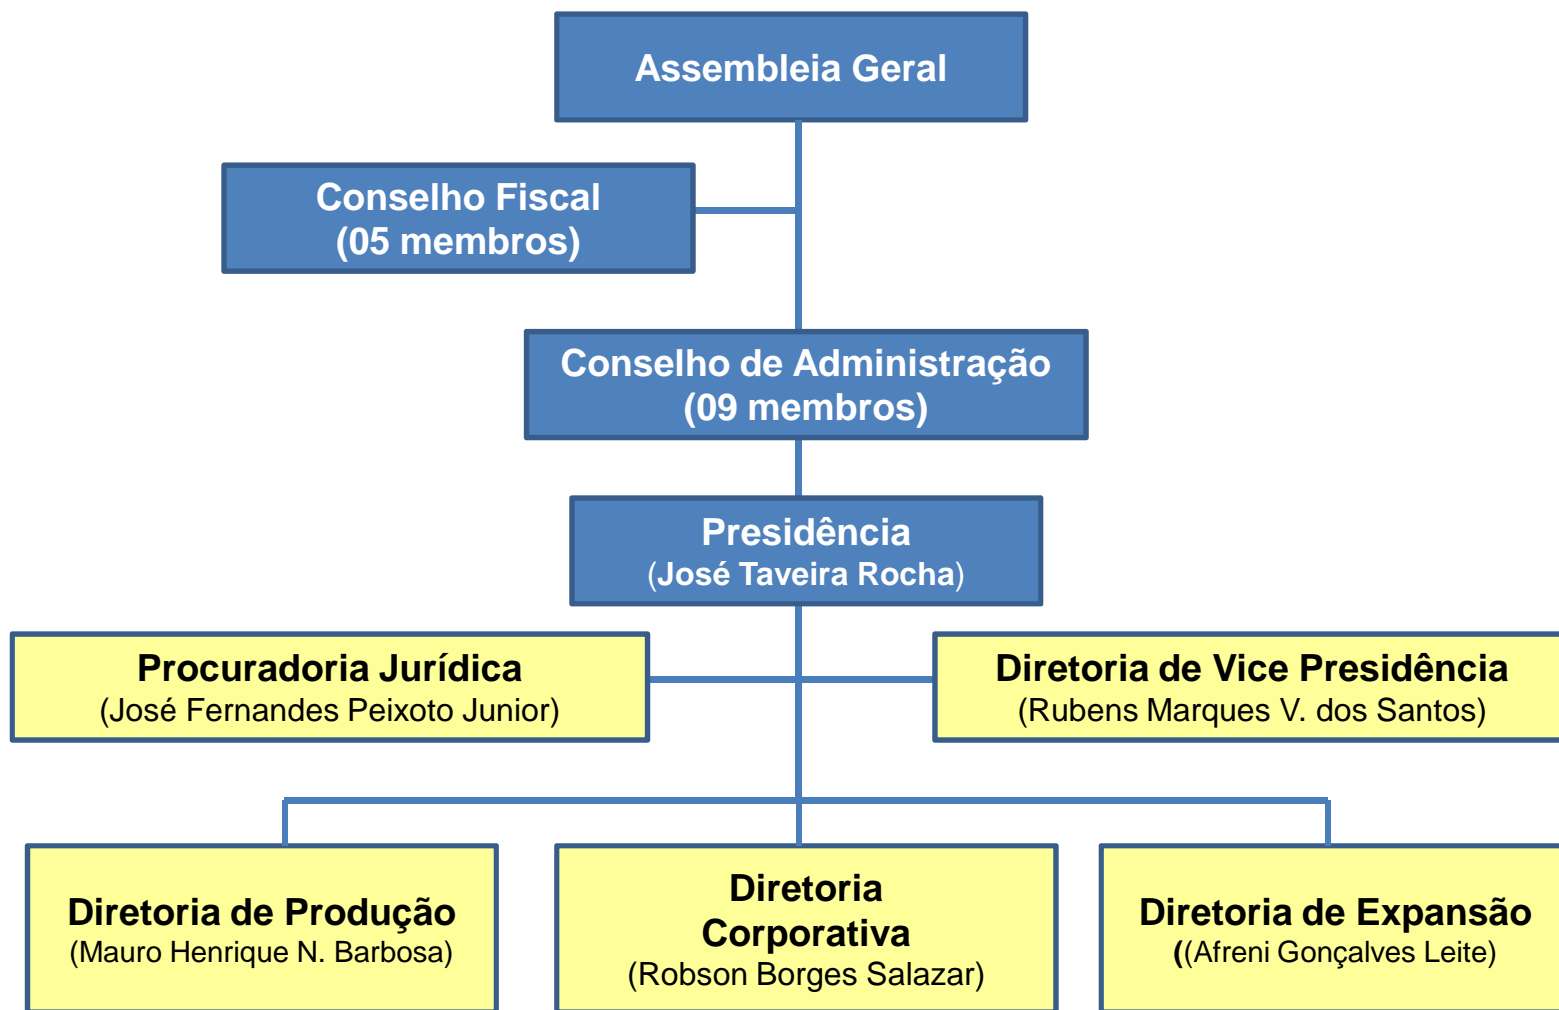 Assembleia Geral
Conselho Fiscal
(05 membros)
Conselho de Administração
(09 membros)
Presidência
(José Taveira Rocha)
Procuradoria Jurídica
(José Fernandes Peixoto Junior)
Diretoria de Vice Presidência
(Rubens Marques V. dos Santos)
Diretoria de Produção
(Mauro Henrique N. Barbosa)
Diretoria
Corporativa
(Robson Borges Salazar)
Diretoria de Expansão
((Afreni Gonçalves Leite)